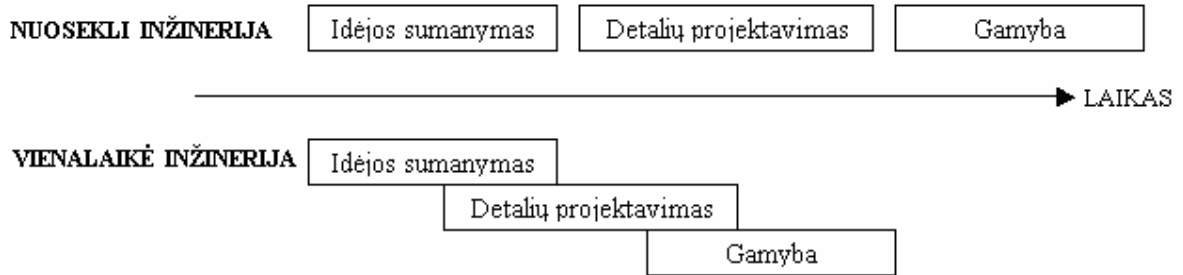 NUOSEKLI INŽINERIJA Idėjos sumanymas Detalių projektavimas Gamyba
LAIKAS
VIENALAIKĖ INŽINERIJA Idėjos sumanymas
Detalių projektavimas
Gamyba